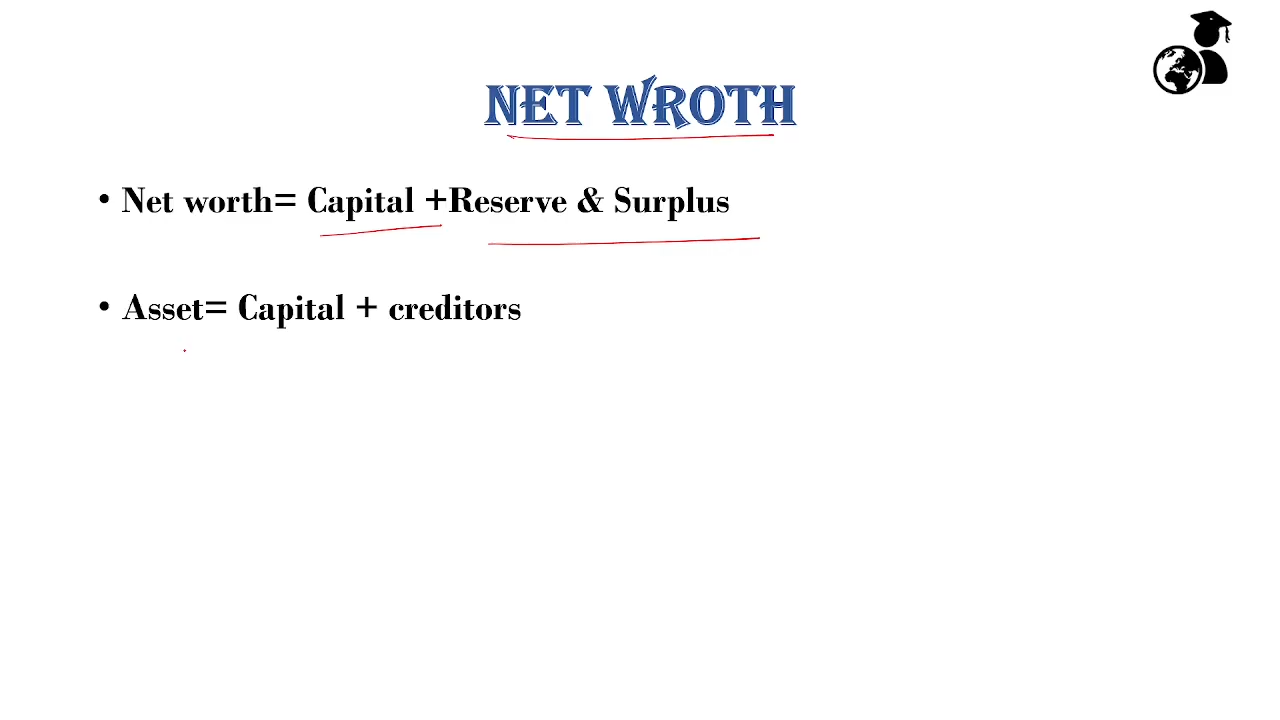 NET WROTH
• Net worth= Capital +Reserve & Surplus
• Asset= Capital + creditors